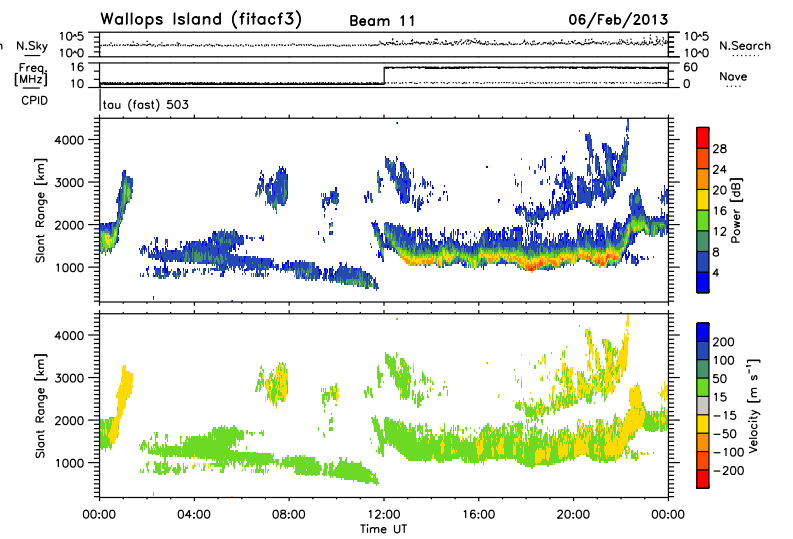 Wallops Island (fitacf3) Beam 11 06/Feb/2013
n N.Sky 10^5 10^5 N.Search
10^0 10^0
Freq. 16 60 Nave
[MHz] 10 0
CPID tau (fast) 503
4000
3000
2000
1000
Slant Range [km]
28
24
20
16
12
8
4
Power [dB]
4000
3000
2000
1000
Slant Range [km]
200
100
50
15
-15
-50
-100
-200
Velocity [m s⁻¹]
00:00 04:00 08:00 12:00 16:00 20:00 00:00
Time UT